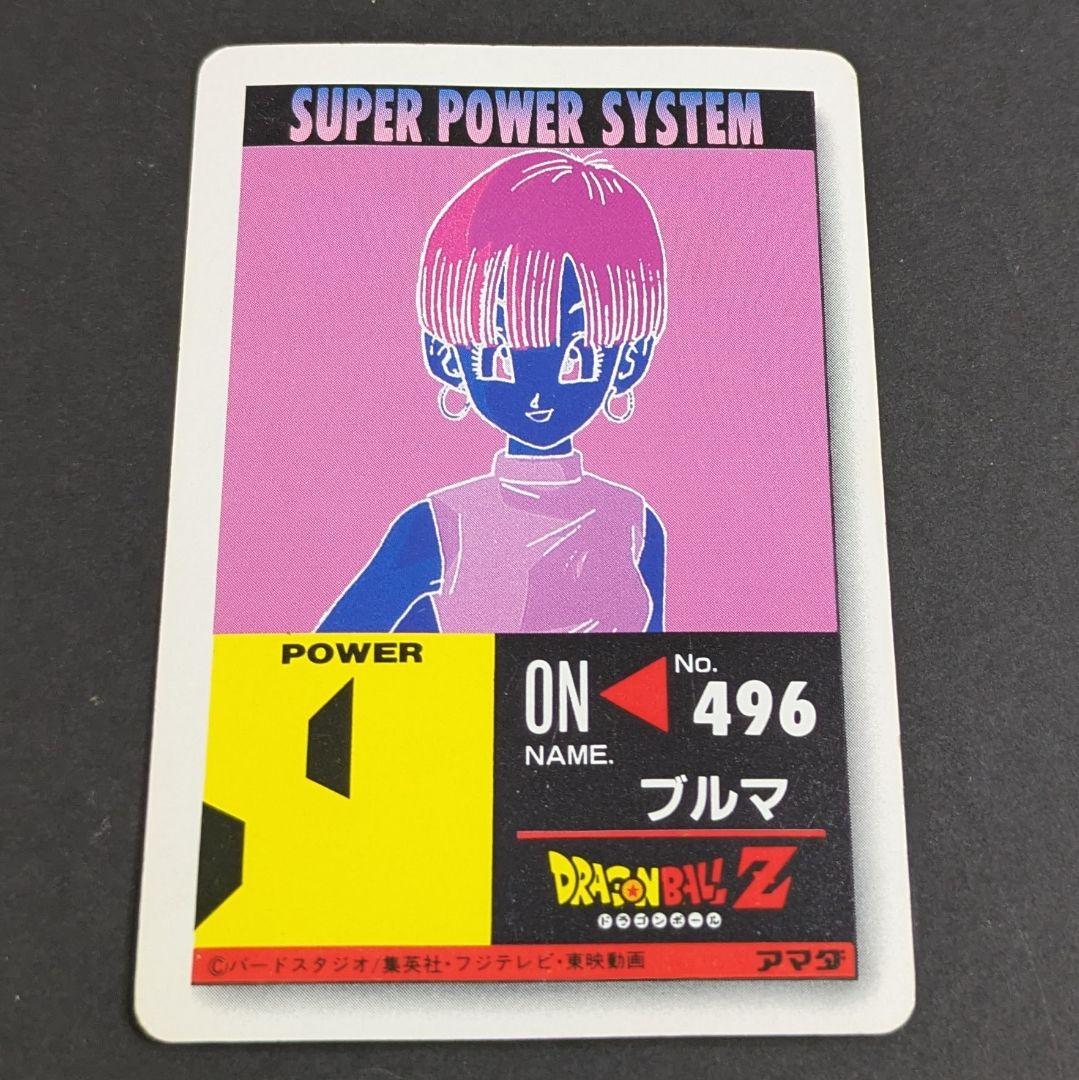 SUPER POWER SYSTEM
POWER
ON
No.
496
NAME.
ブルマ
DRAGONBALL Z
ドラゴンボール
©バードスタジオ/集英社・フジテレビ・東映動画
アマダ